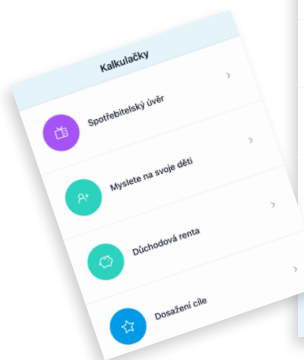 Kalkulačky
Spotřebitelský úvěr
Myslete na svoje děti
Důchodová renta
Dosažení cíle